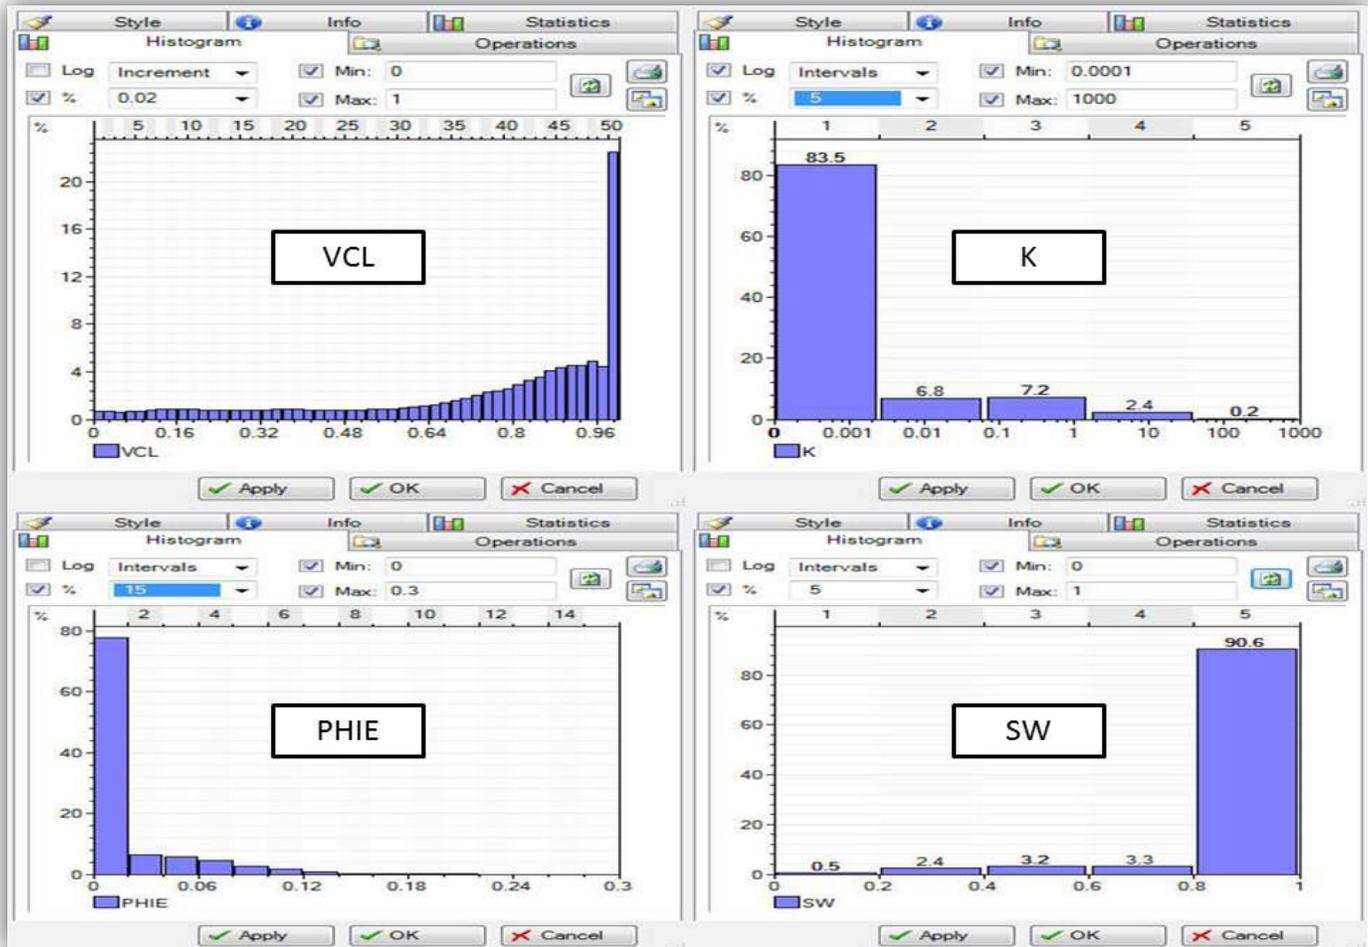 Style Info Statistics
Histogram Operations
Log Increment Min: 0
% 0.02 Max: 1
% 5 10 15 20 25 30 35 40 45 50
20
16
12
8
4
0
VCL
0 0.16 0.32 0.48 0.64 0.8 0.96
VCL
Apply OK Cancel
Style Info Statistics
Histogram Operations
Log Intervals Min: 0.0001
% 5 Max: 1000
% 1 2 3 4 5
80
60
40
20
0
83.5 6.8 7.2 2.4 0.2
K
0 0.001 0.01 0.1 1 10 100 1000
K
Apply OK Cancel
Style Info Statistics
Histogram Operations
Log Intervals Min: 0
% 15 Max: 0.3
% 2 4 6 8 10 12 14
80
60
40
20
0
PHIE
0 0.06 0.12 0.18 0.24 0.3
PHIE
Apply OK Cancel
Style Info Statistics
Histogram Operations
Log Intervals Min: 0
% 5 Max: 1
% 1 2 3 4 5
80
60
40
20
0
0.5 2.4 3.2 3.3 90.6
SW
0 0.2 0.4 0.6 0.8 1
SW
Apply OK Cancel